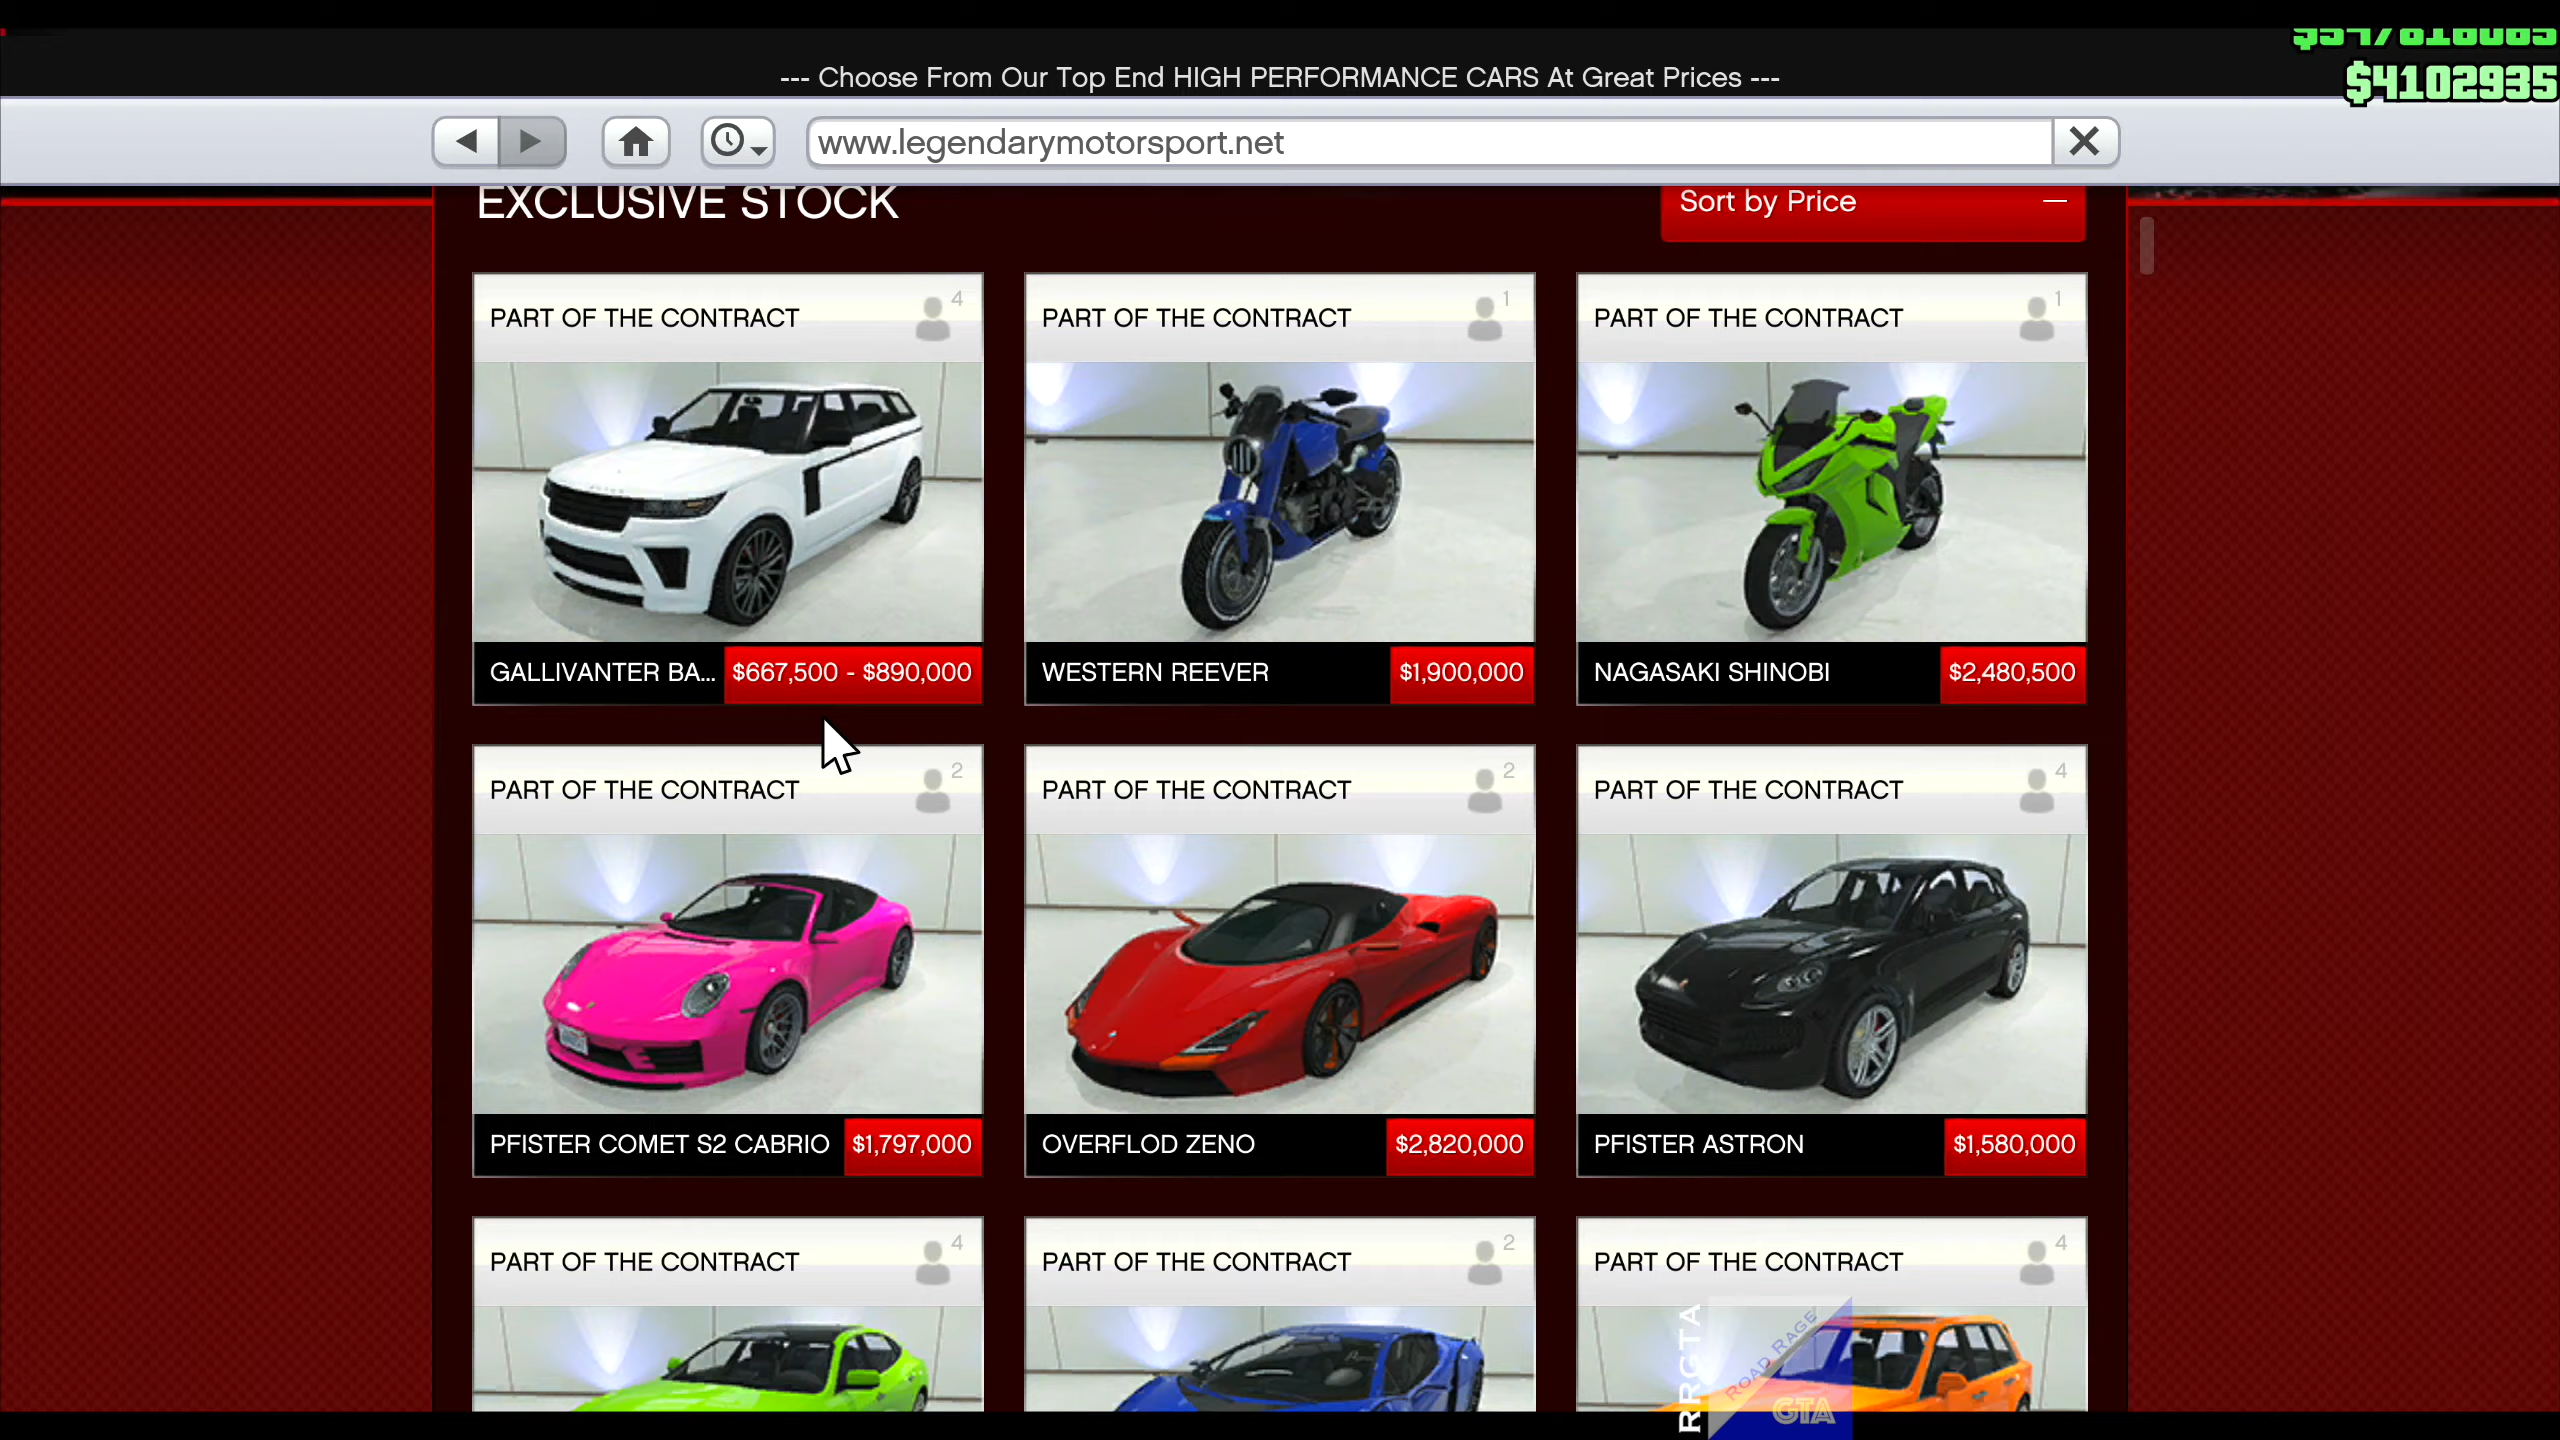 $547818085
--- Choose From Our Top End HIGH PERFORMANCE CARS At Great Prices ---
$4102935
www.legendarymotorsport.net
EXCLUSIVE STOCK
Sort by Price
PART OF THE CONTRACT 4
PART OF THE CONTRACT 1
PART OF THE CONTRACT 1
GALLIVANTER BA... $667,500 - $890,000
WESTERN REEVER $1,900,000
NAGASAKI SHINOBI $2,480,500
PART OF THE CONTRACT 2
PART OF THE CONTRACT 2
PART OF THE CONTRACT 4
PFISTER COMET S2 CABRIO $1,797,000
OVERFLOD ZENO $2,820,000
PFISTER ASTRON $1,580,000
PART OF THE CONTRACT 4
PART OF THE CONTRACT 2
PART OF THE CONTRACT 4
RRGTA
ROAD RAGE
GTA